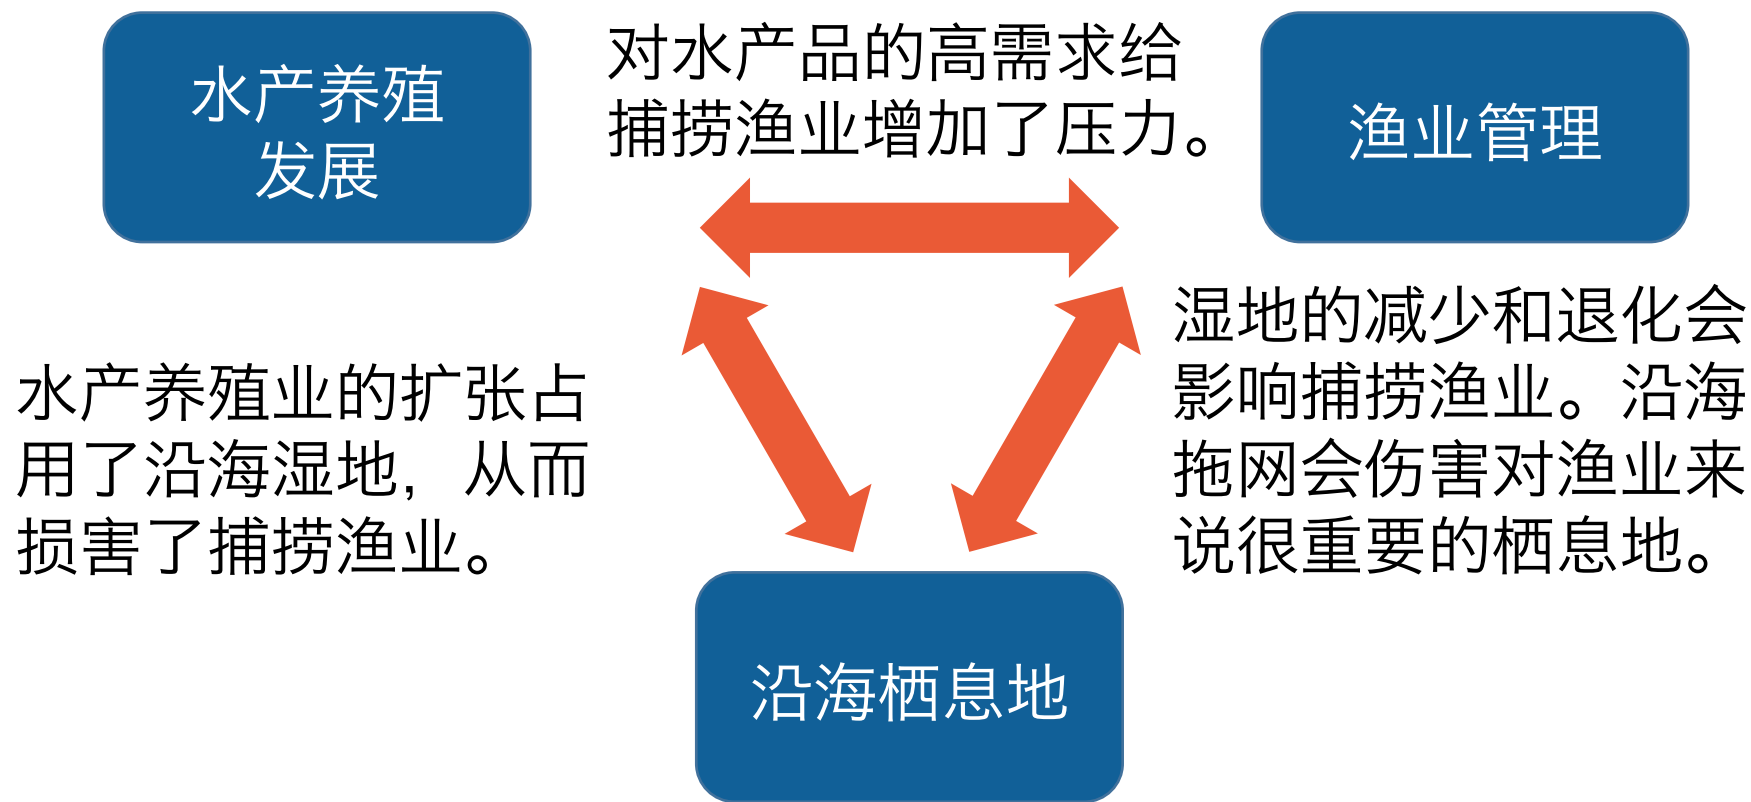 水产养殖
发展
对水产品的高需求给
捕捞渔业增加了压力。
渔业管理
水产养殖业的扩张占
用了沿海湿地，从而
损害了捕捞渔业。
湿地的减少和退化会
影响捕捞渔业。沿海
拖网会伤害对渔业来
说很重要的栖息地。
沿海栖息地